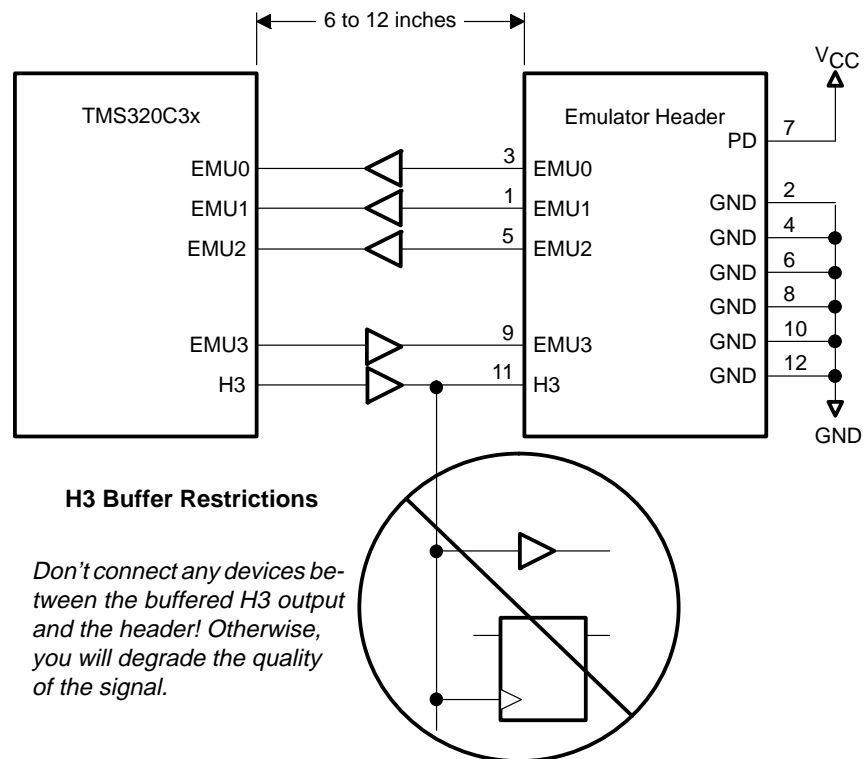 6 to 12 inches
VCC
TMS320C3x
Emulator Header
7
PD
EMU0
3
EMU0
2
GND
EMU1
1
EMU1
4
GND
EMU2
5
EMU2
6
GND
8
GND
EMU3
9
EMU3
10
GND
H3
11
H3
12
GND
GND
H3 Buffer Restrictions
Don't connect any devices be-
tween the buffered H3 output
and the header! Otherwise,
you will degrade the quality
of the signal.